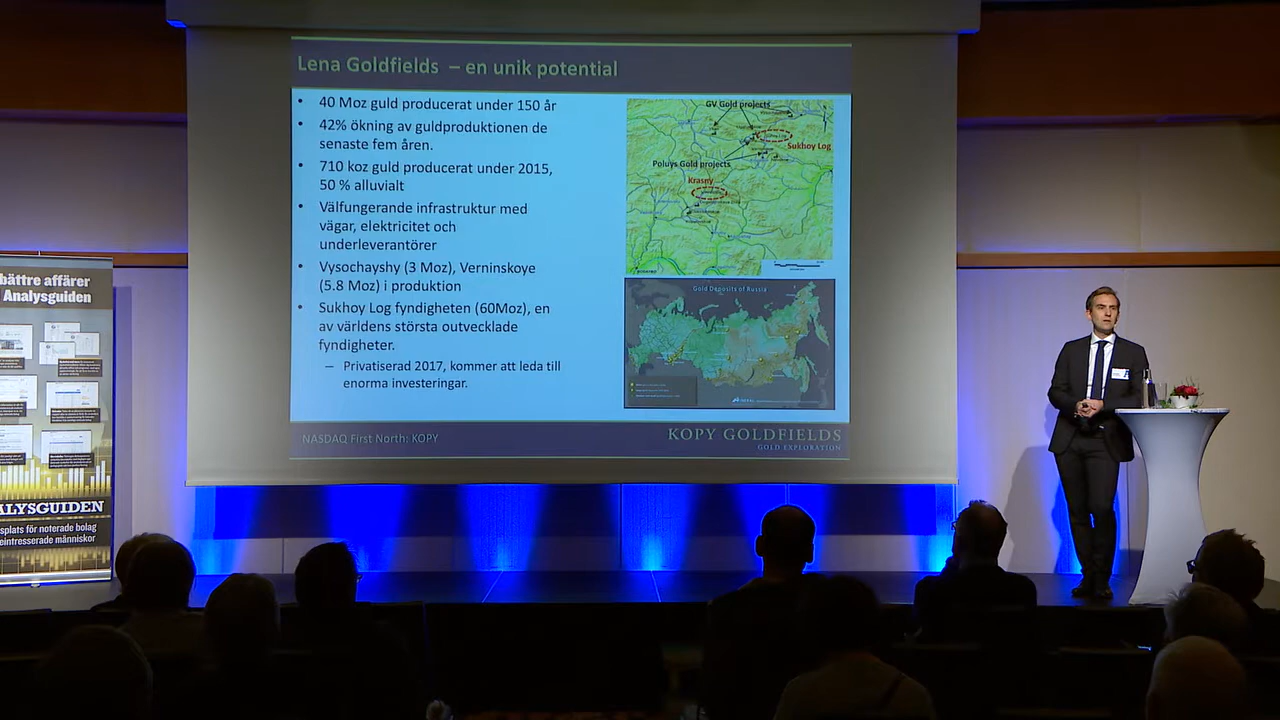 Lena Goldfields – en unik potential
• 40 Moz guld producerat under 150 år
• 42% ökning av guldproduktionen de
senaste fem åren.
• 710 koz guld producerat under 2015,
50 % alluvialt
• Välfungerande infrastruktur med
vägar, elektricitet och
underleverantörer
• Vysochayshy (3 Moz), Verninskoye
(5.8 Moz) i produktion
• Sukhoy Log fyndigheten (60Moz), en
av världens största outvecklade
fyndigheter.
– Privatiserad 2017, kommer att leda till
enorma investeringar.
GV Gold projects
Sukhoy Log
Poluys Gold projects
Krasny
Gold Deposits of Russia
NASDAQ First North: KOPY
KOPY GOLDFIELDS
GOLD EXPLORATION
bättre affärer
Analysguiden
ALYSGUIDEN
splats för noterade bolag
eintresserade människor